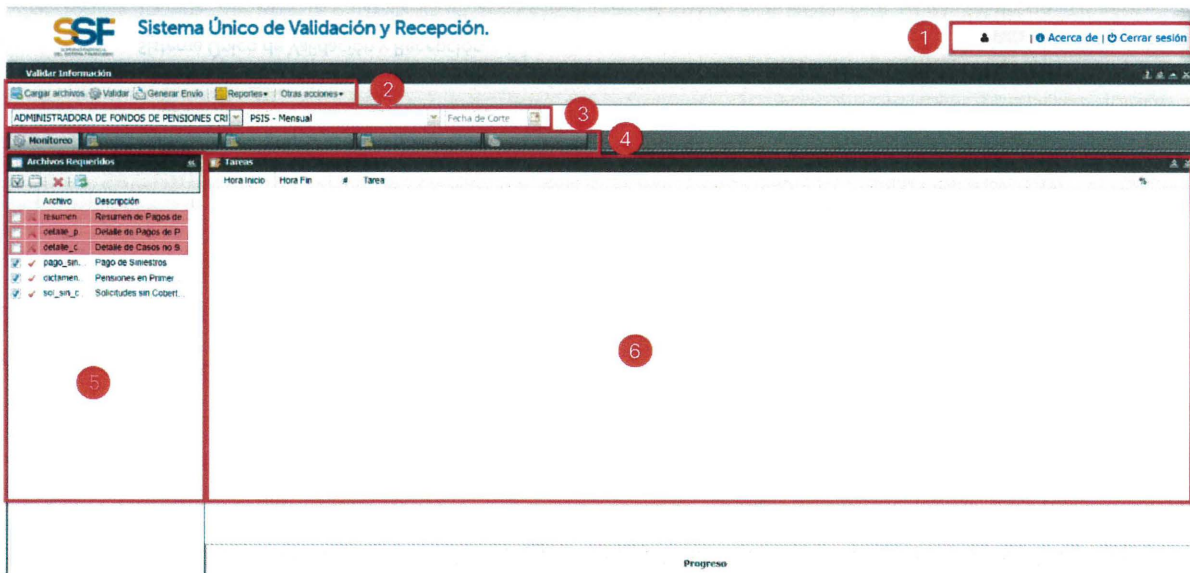 SSF Sistema Único de Validación y Recepción.
SUPERINTENDENCIA DEL SISTEMA FINANCIERO
1
| Acerca de | Cerrar sesión
Validar Información
Cargar archivos Validar Generar Envío Reportes Otras acciones
2
ADMINISTRADORA DE FONDOS DE PENSIONES CRI PSIS - Mensual Fecha de Corte
3
Monitoreo
4
Archivos Requeridos
Archivo Descripción
resumen Resumen de Pagos de
detalle_p Detalle de Pagos de P
detalle_c Detalle de Casos no S
pago_sin... Pago de Siniestros
dictamen. Pensiones en Primer
sol_sin_c Solicitudes sin Cobert...
5
Tareas
Hora Inicio Hora Fin # Tarea %
6
Progreso